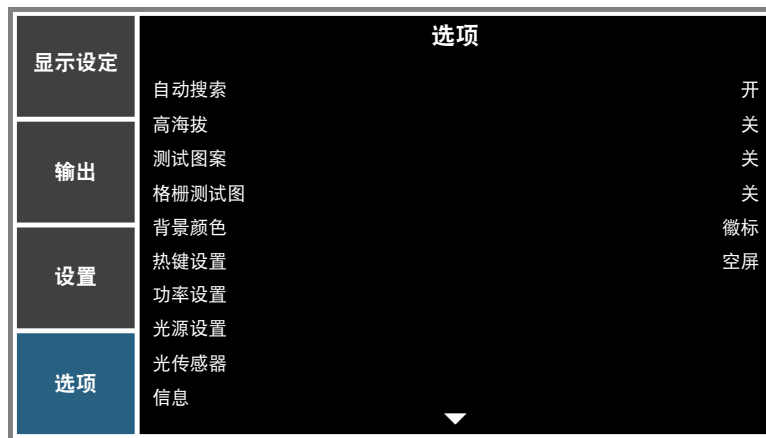 选项
显示设定
输出
设置
选项
自动搜索 开
高海拔 关
测试图案 关
格栅测试图 关
背景颜色 徽标
热键设置 空屏
功率设置
光源设置
光传感器
信息